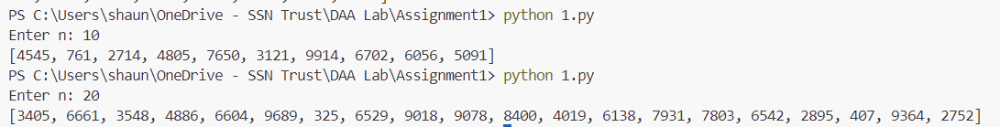 PS C:\Users\shaun\OneDrive - SSN Trust\DAA Lab\Assignment1> python 1.py
Enter n: 10
[4545, 761, 2714, 4805, 7650, 3121, 9914, 6702, 6056, 5091]
PS C:\Users\shaun\OneDrive - SSN Trust\DAA Lab\Assignment1> python 1.py
Enter n: 20
[3405, 6661, 3548, 4886, 6604, 9689, 325, 6529, 9018, 9078, 8400, 4019, 6138, 7931, 7803, 6542, 2895, 407, 9364, 2752]